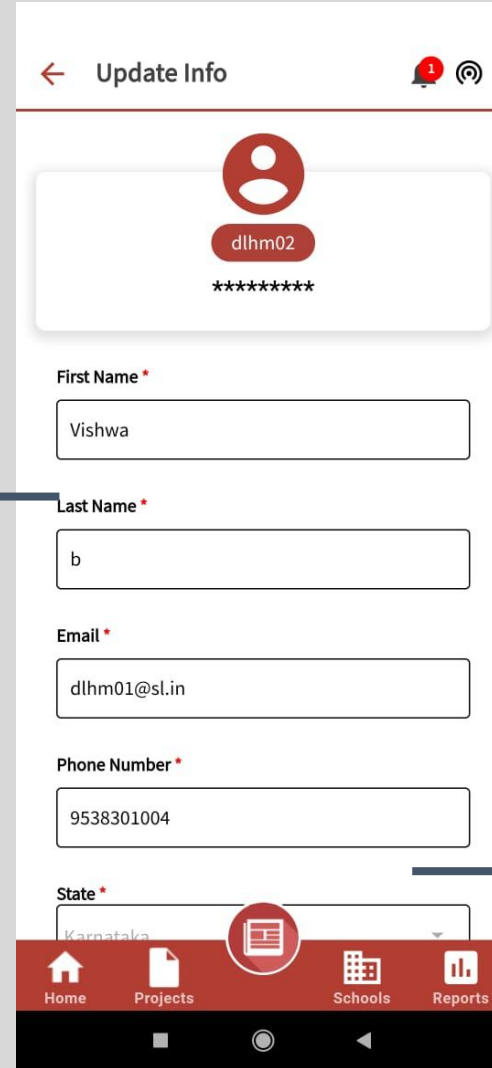 Update Info
1
dlhm02
*********
First Name *
Vishwa
Last Name *
b
Email *
dlhm01@sl.in
Phone Number *
9538301004
State *
Karnataka
Home Projects Schools Reports